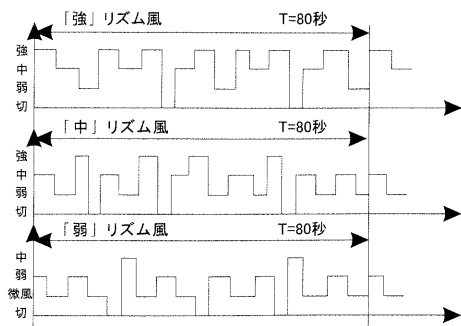 「強」リズム風 T=80秒
強
中
弱
切
「中」リズム風 T=80秒
強
中
弱
切
「弱」リズム風 T=80秒
中
弱
微風
切